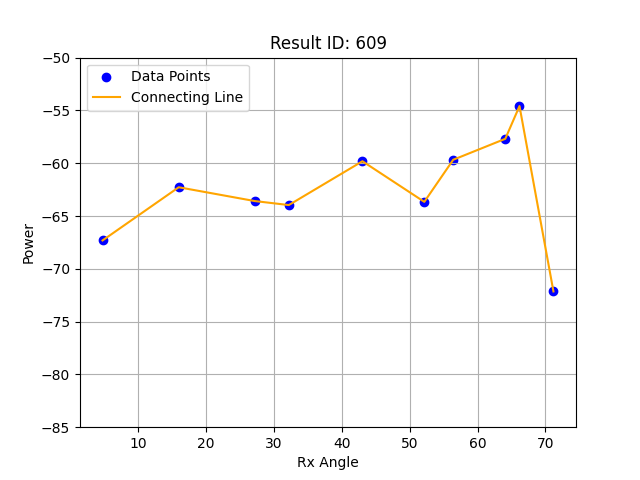 Result ID: 609
Data Points
Connecting Line
Power
−50
−55
−60
−65
−70
−75
−80
−85
10 20 30 40 50 60 70
Rx Angle